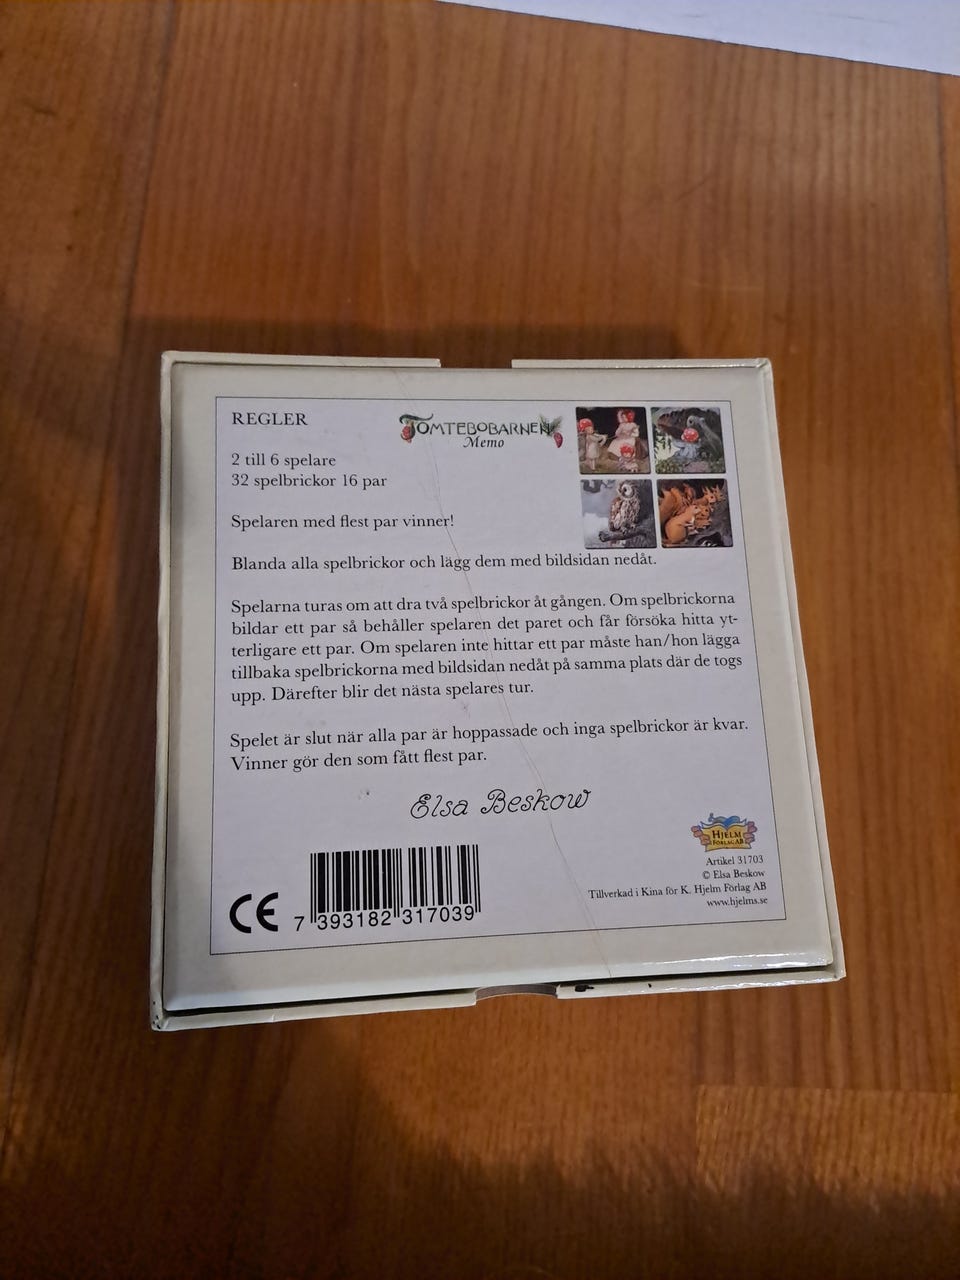 REGLER
TOMTEBOBARNEN
Memo
2 till 6 spelare
32 spelbrickor 16 par
Spelaren med flest par vinner!
Blanda alla spelbrickor och lägg dem med bildsidan nedåt.
Spelarna turas om att dra två spelbrickor åt gången. Om spelbrickorna
bildar ett par så behåller spelaren det paret och får försöka hitta yt-
terligare ett par. Om spelaren inte hittar ett par måste han/hon lägga
tillbaka spelbrickorna med bildsidan nedåt på samma plats där de togs
upp. Därefter blir det nästa spelares tur.
Spelet är slut när alla par är hoppassade och inga spelbrickor är kvar.
Vinner gör den som fått flest par.
Elsa Beskow
HJELM
FÖRLAG AB
Artikel 31703
© Elsa Beskow
Tillverkad i Kina för K. Hjelm Förlag AB
www.hjelms.se
CE
7 393182 317039